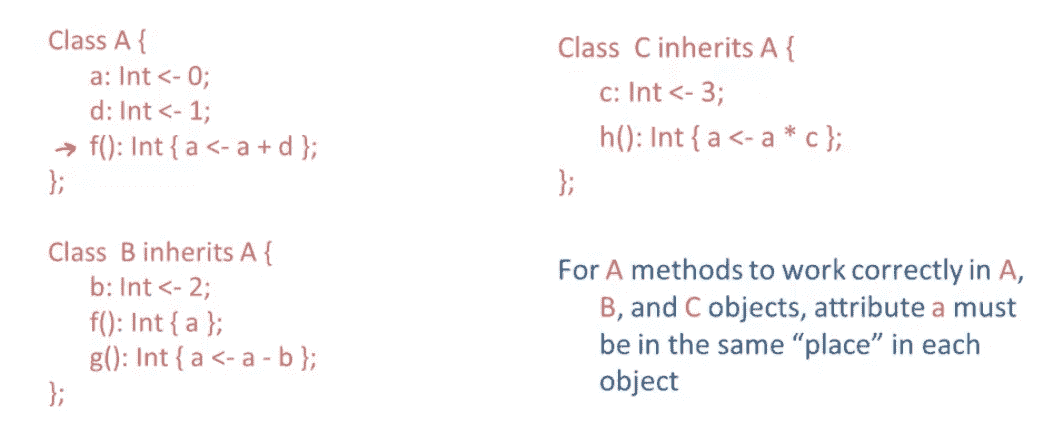 Class A {
a: Int <- 0;
d: Int <- 1;
→ f(): Int { a <- a + d };
};
Class B inherits A {
b: Int <- 2;
f(): Int { a };
g(): Int { a <- a - b };
};
Class C inherits A {
c: Int <- 3;
h(): Int { a <- a * c };
};
For A methods to work correctly in A,
B, and C objects, attribute a must
be in the same “place” in each
object